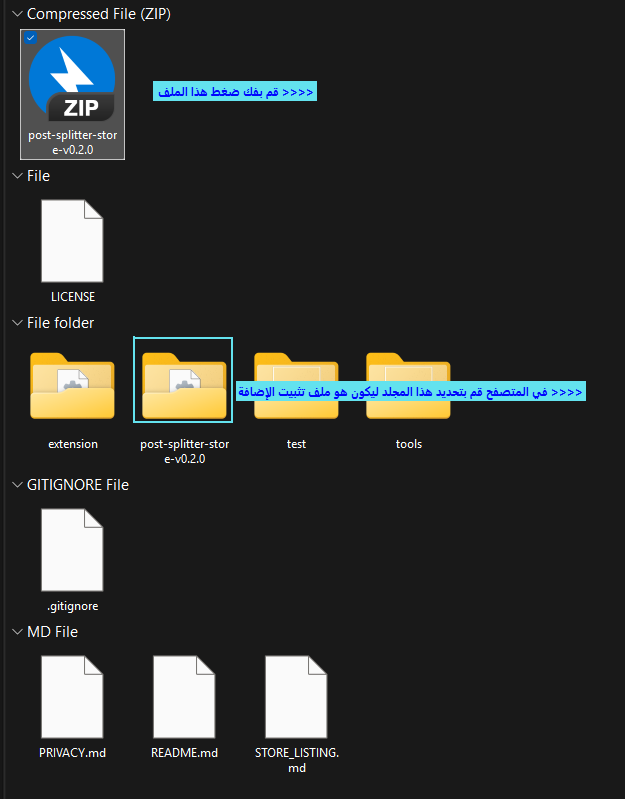 Compressed File (ZIP)
ZIP
post-splitter-stor
e-v0.2.0
<<<< قم بفك ضغط هذا الملف
File
LICENSE
File folder
<<<< في المتصفح قم بتحديد هذا المجلد ليكون هو ملف تثبيت الإضافة
extension
post-splitter-stor
e-v0.2.0
test
tools
GITIGNORE File
.gitignore
MD File
PRIVACY.md
README.md
STORE_LISTING.
md